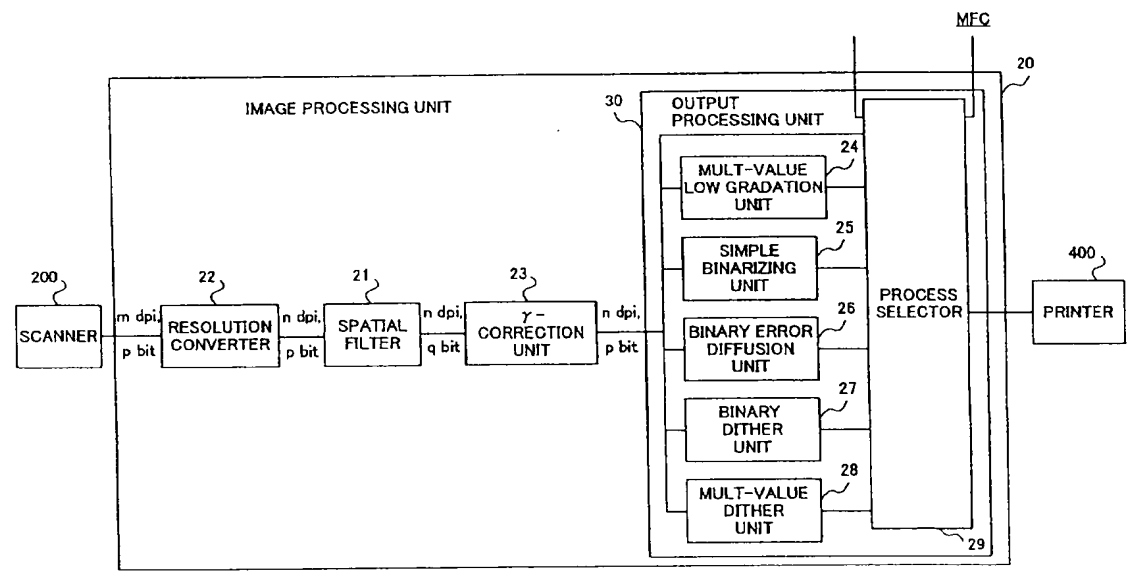 MFC
20
IMAGE PROCESSING UNIT
30
OUTPUT
PROCESSING UNIT
24
MULT-VALUE
LOW GRADATION
UNIT
25
SIMPLE
BINARIZING
UNIT
200
22
21
23
26
400
SCANNER
m dpi,
p bit
RESOLUTION
CONVERTER
n dpi,
p bit
SPATIAL
FILTER
n dpi,
q bit
γ-
CORRECTION
UNIT
n dpi,
p bit
BINARY ERROR
DIFFUSION
UNIT
PROCESS
SELECTOR
PRINTER
27
BINARY
DITHER
UNIT
28
MULT-VALUE
DITHER
UNIT
29